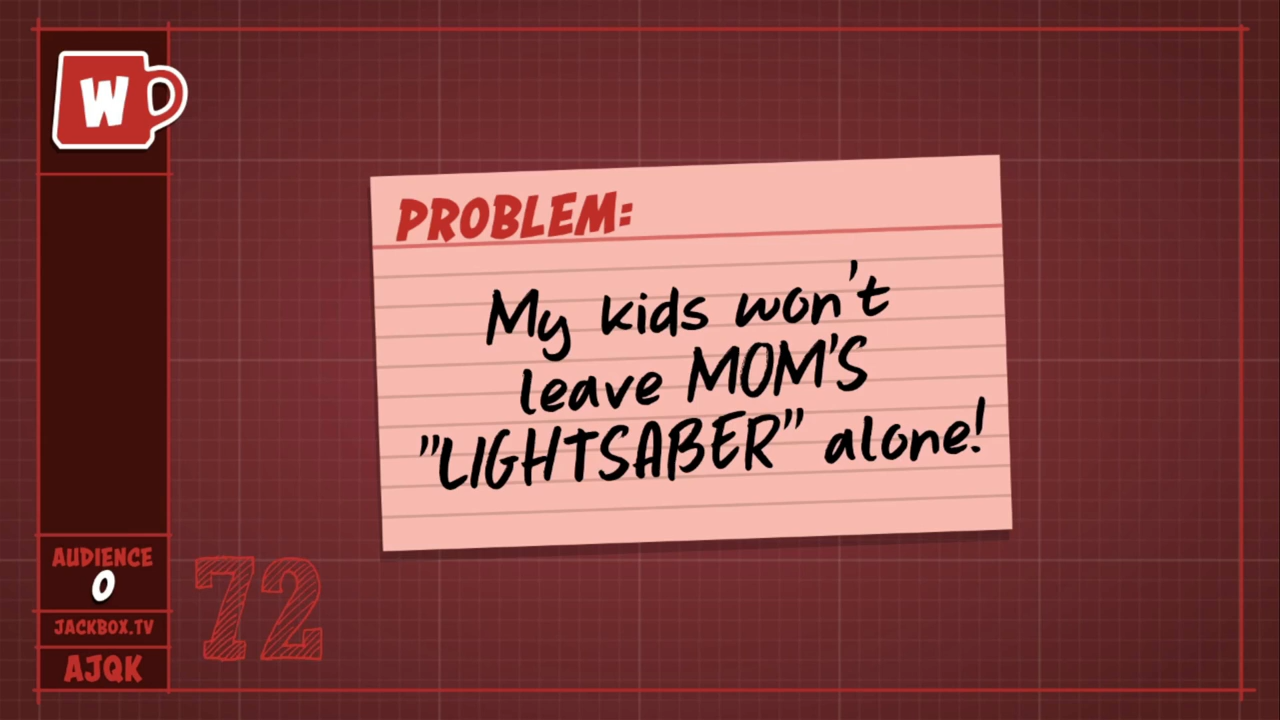 W
PROBLEM:
My kids won't
leave MOM'S
"LIGHTSABER" alone!
AUDIENCE
0
72
JACKBOX.TV
AJQK